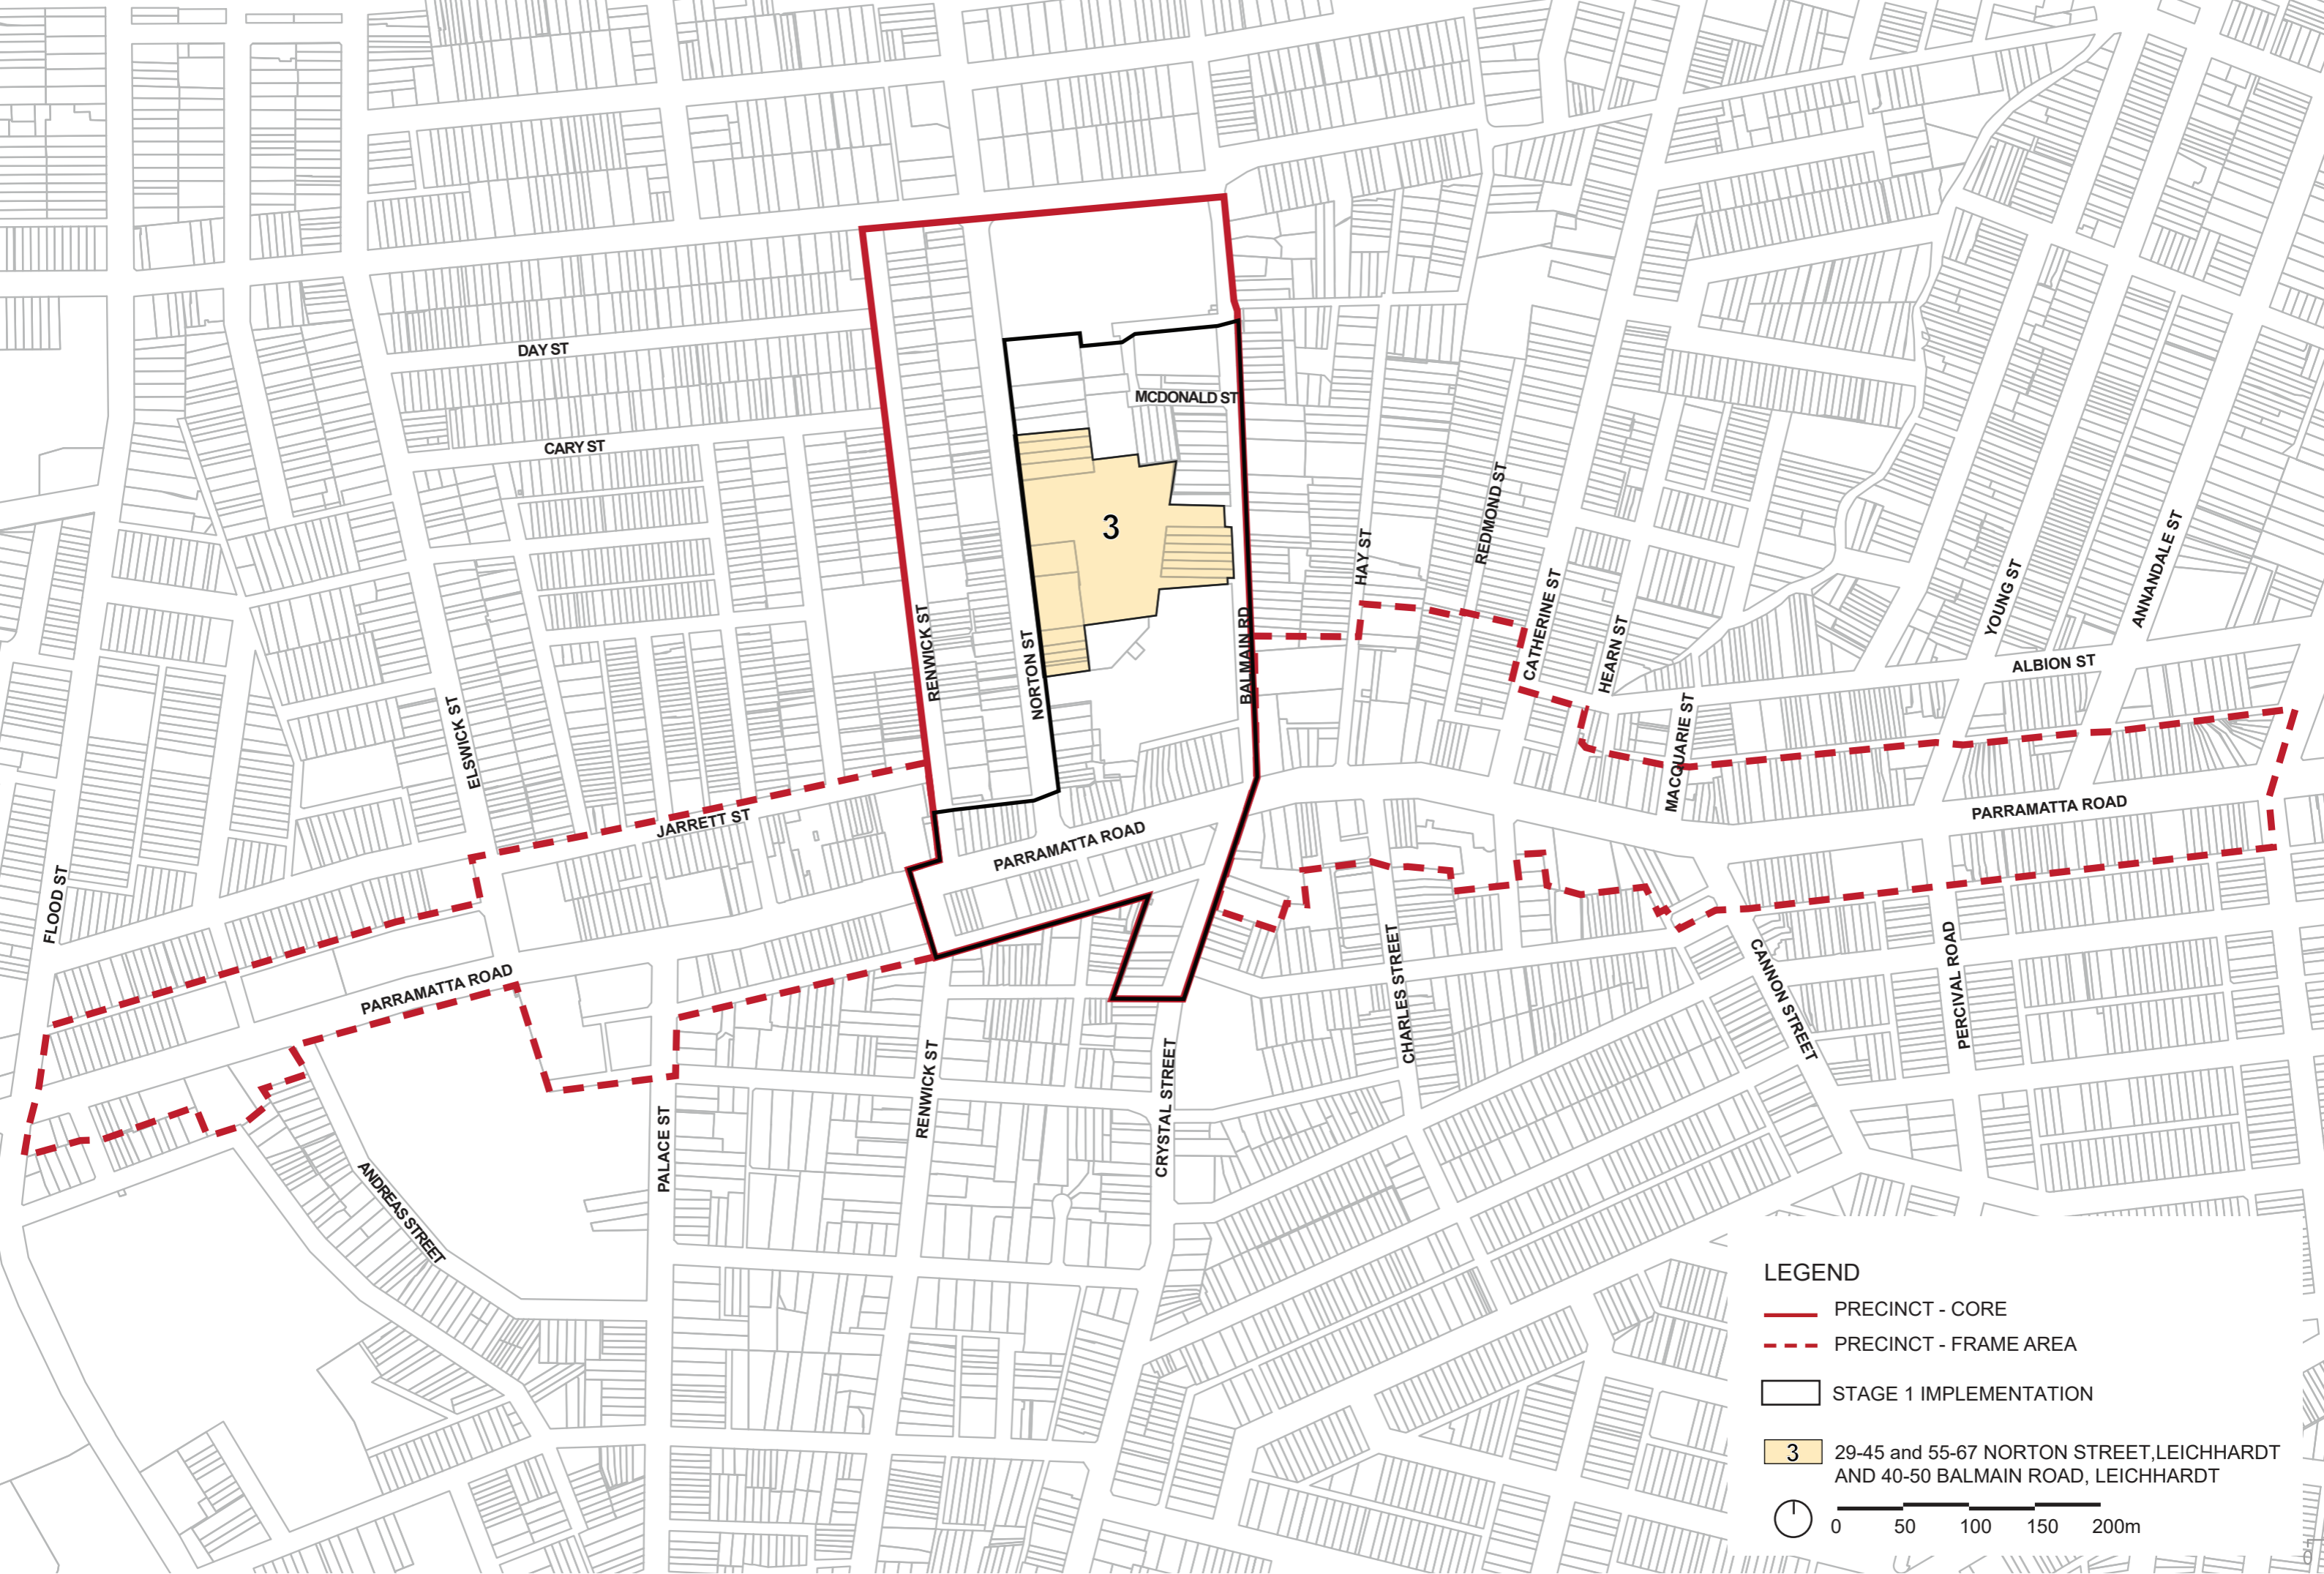 DAY ST
MCDONALD ST
CARY ST
3
REDMOND ST
HAY ST
ANNANDALE ST
YOUNG ST
CATHERINE ST
HEARN ST
RENWICK ST
NORTON ST
BALMAIN RD
ALBION ST
ELSWICK ST
MACQUARIE ST
JARRETT ST
PARRAMATTA ROAD
PARRAMATTA ROAD
FLOOD ST
PARRAMATTA ROAD
CHARLES STREET
CANNON STREET
PERCIVAL ROAD
RENWICK ST
CRYSTAL STREET
PALACE ST
ANDREAS STREET
LEGEND
PRECINCT - CORE
PRECINCT - FRAME AREA
STAGE 1 IMPLEMENTATION
3 29-45 and 55-67 NORTON STREET,LEICHHARDT
AND 40-50 BALMAIN ROAD, LEICHHARDT
0 50 100 150 200m